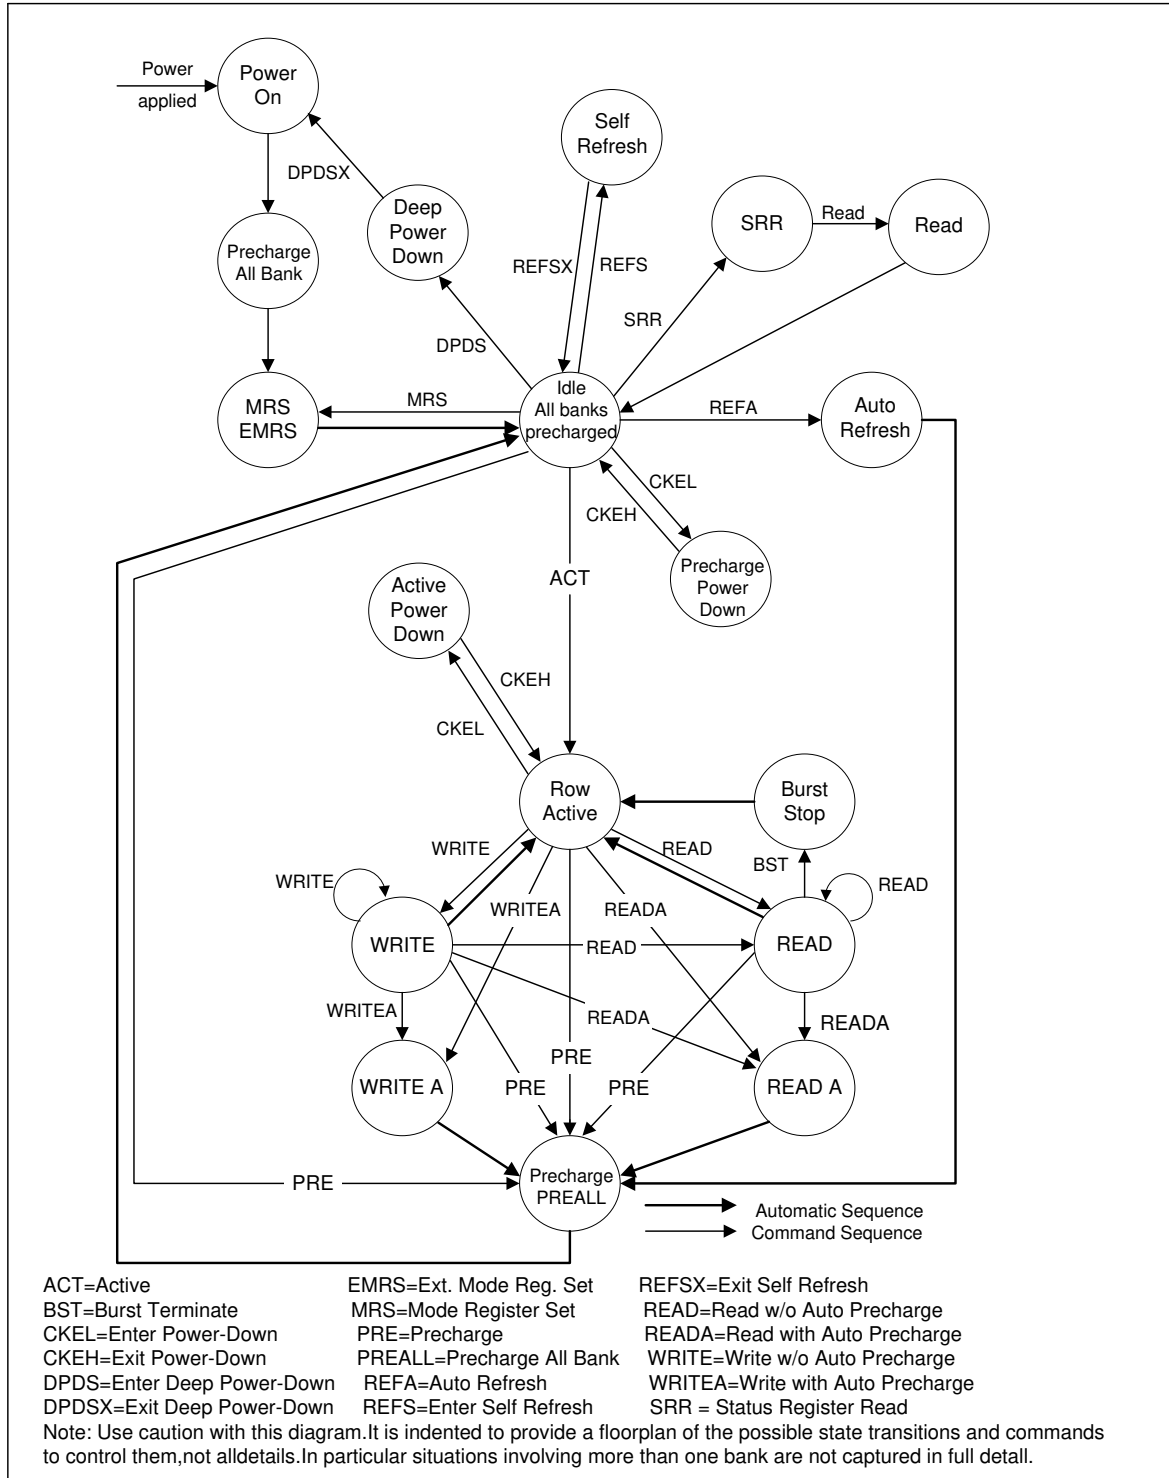 Power
applied
Power
On
Self
Refresh
DPDSX
Deep
Power
Down
SRR
Read
Read
Precharge
All Bank
REFSX
REFS
SRR
DPDS
MRS
EMRS
MRS
Idle
All banks
precharged
REFA
Auto
Refresh
CKEL
CKEH
Precharge
Power
Down
ACT
Active
Power
Down
CKEH
CKEL
Row
Active
Burst
Stop
WRITE
READ
BST
WRITE
READ
WRITEA
READA
WRITE
READ
READ
WRITEA
READA
READA
PRE
WRITE A
PRE
PRE
READ A
Precharge
PREALL
PRE
Automatic Sequence
Command Sequence
ACT=Active EMRS=Ext. Mode Reg. Set REFSX=Exit Self Refresh
BST=Burst Terminate MRS=Mode Register Set READ=Read w/o Auto Precharge
CKEL=Enter Power-Down PRE=Precharge READA=Read with Auto Precharge
CKEH=Exit Power-Down PREALL=Precharge All Bank WRITE=Write w/o Auto Precharge
DPDS=Enter Deep Power-Down REFA=Auto Refresh WRITEA=Write with Auto Precharge
DPDSX=Exit Deep Power-Down REFS=Enter Self Refresh SRR = Status Register Read
Note: Use caution with this diagram.It is indented to provide a floorplan of the possible state transitions and commands
to control them,not alldetails.In particular situations involving more than one bank are not captured in full detall.